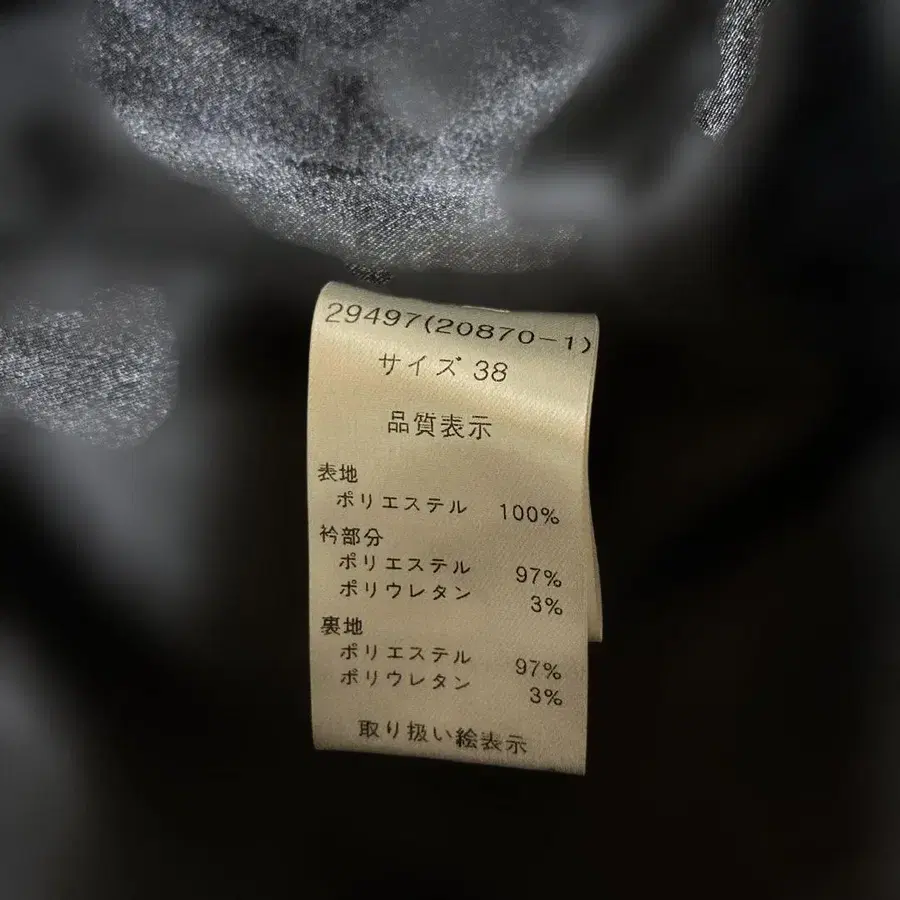 29497(20870-1)
サイズ 38
品質表示
表地
ポリエステル 100%
衿部分
ポリエステル 97%
ポリウレタン 3%
裏地
ポリエステル 97%
ポリウレタン 3%
取り扱い絵表示